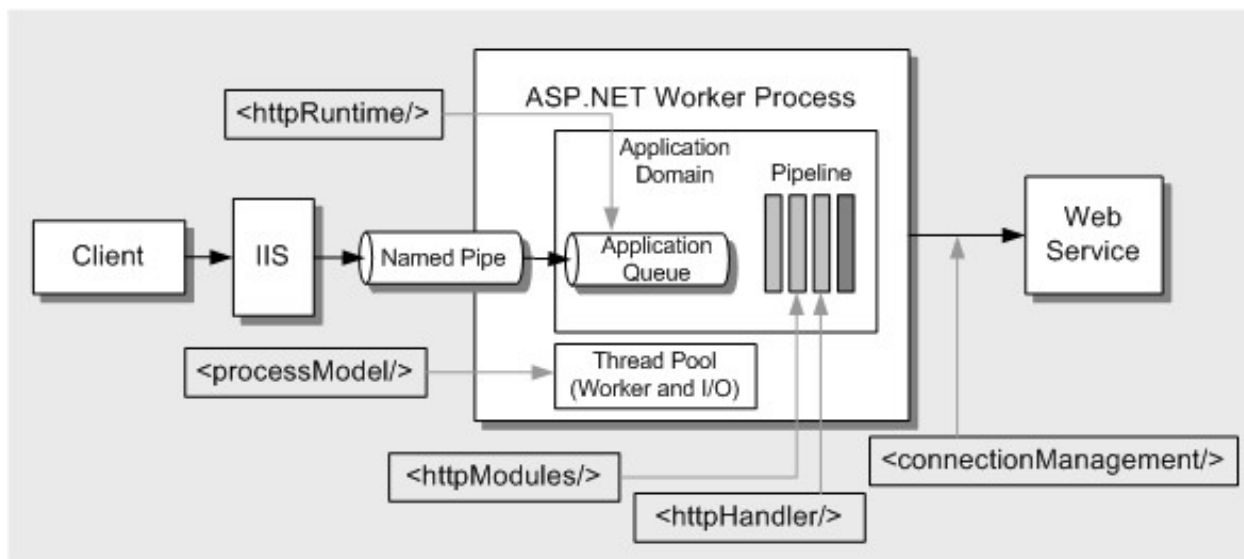 ASP.NET Worker Process
<httpRuntime/>
Application
Domain
Pipeline
Client
IIS
Named Pipe
Application
Queue
Web
Service
<processModel/>
Thread Pool
(Worker and I/O)
<httpModules/>
<connectionManagement/>
<httpHandler/>